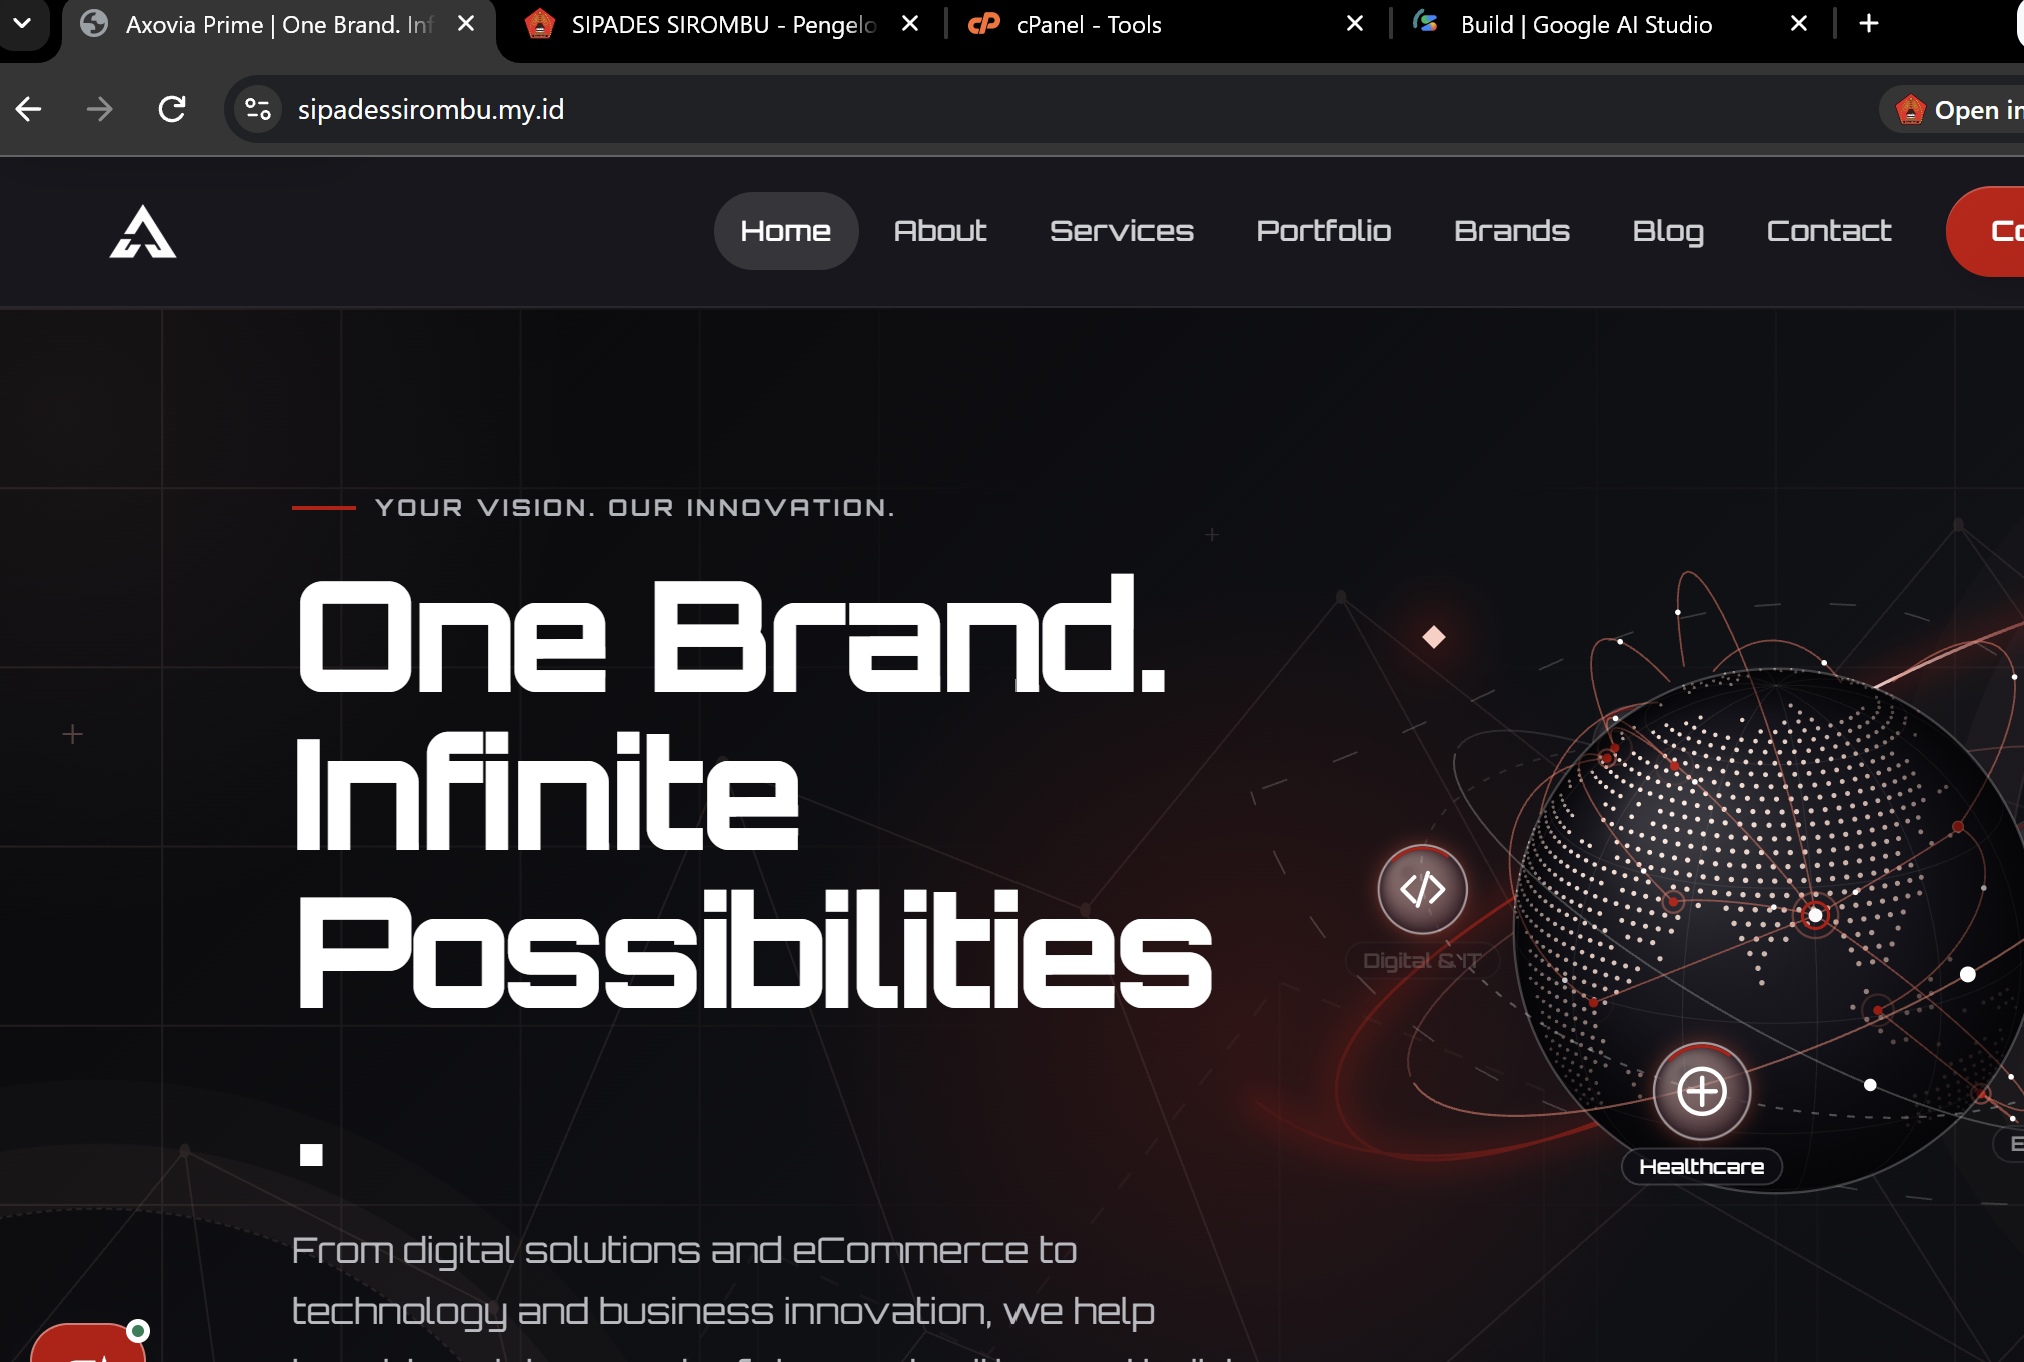 Axovia Prime | One Brand. Inf
SIPADES SIROMBU - Pengelo
cPanel - Tools
Build | Google AI Studio
sipadessirombu.my.id
Open in
Home
About
Services
Portfolio
Brands
Blog
Contact
Co
YOUR VISION. OUR INNOVATION.
One Brand.
Infinite
Possibilities
.
Digital & IT
Healthcare
E
From digital solutions and eCommerce to
technology and business innovation, we help